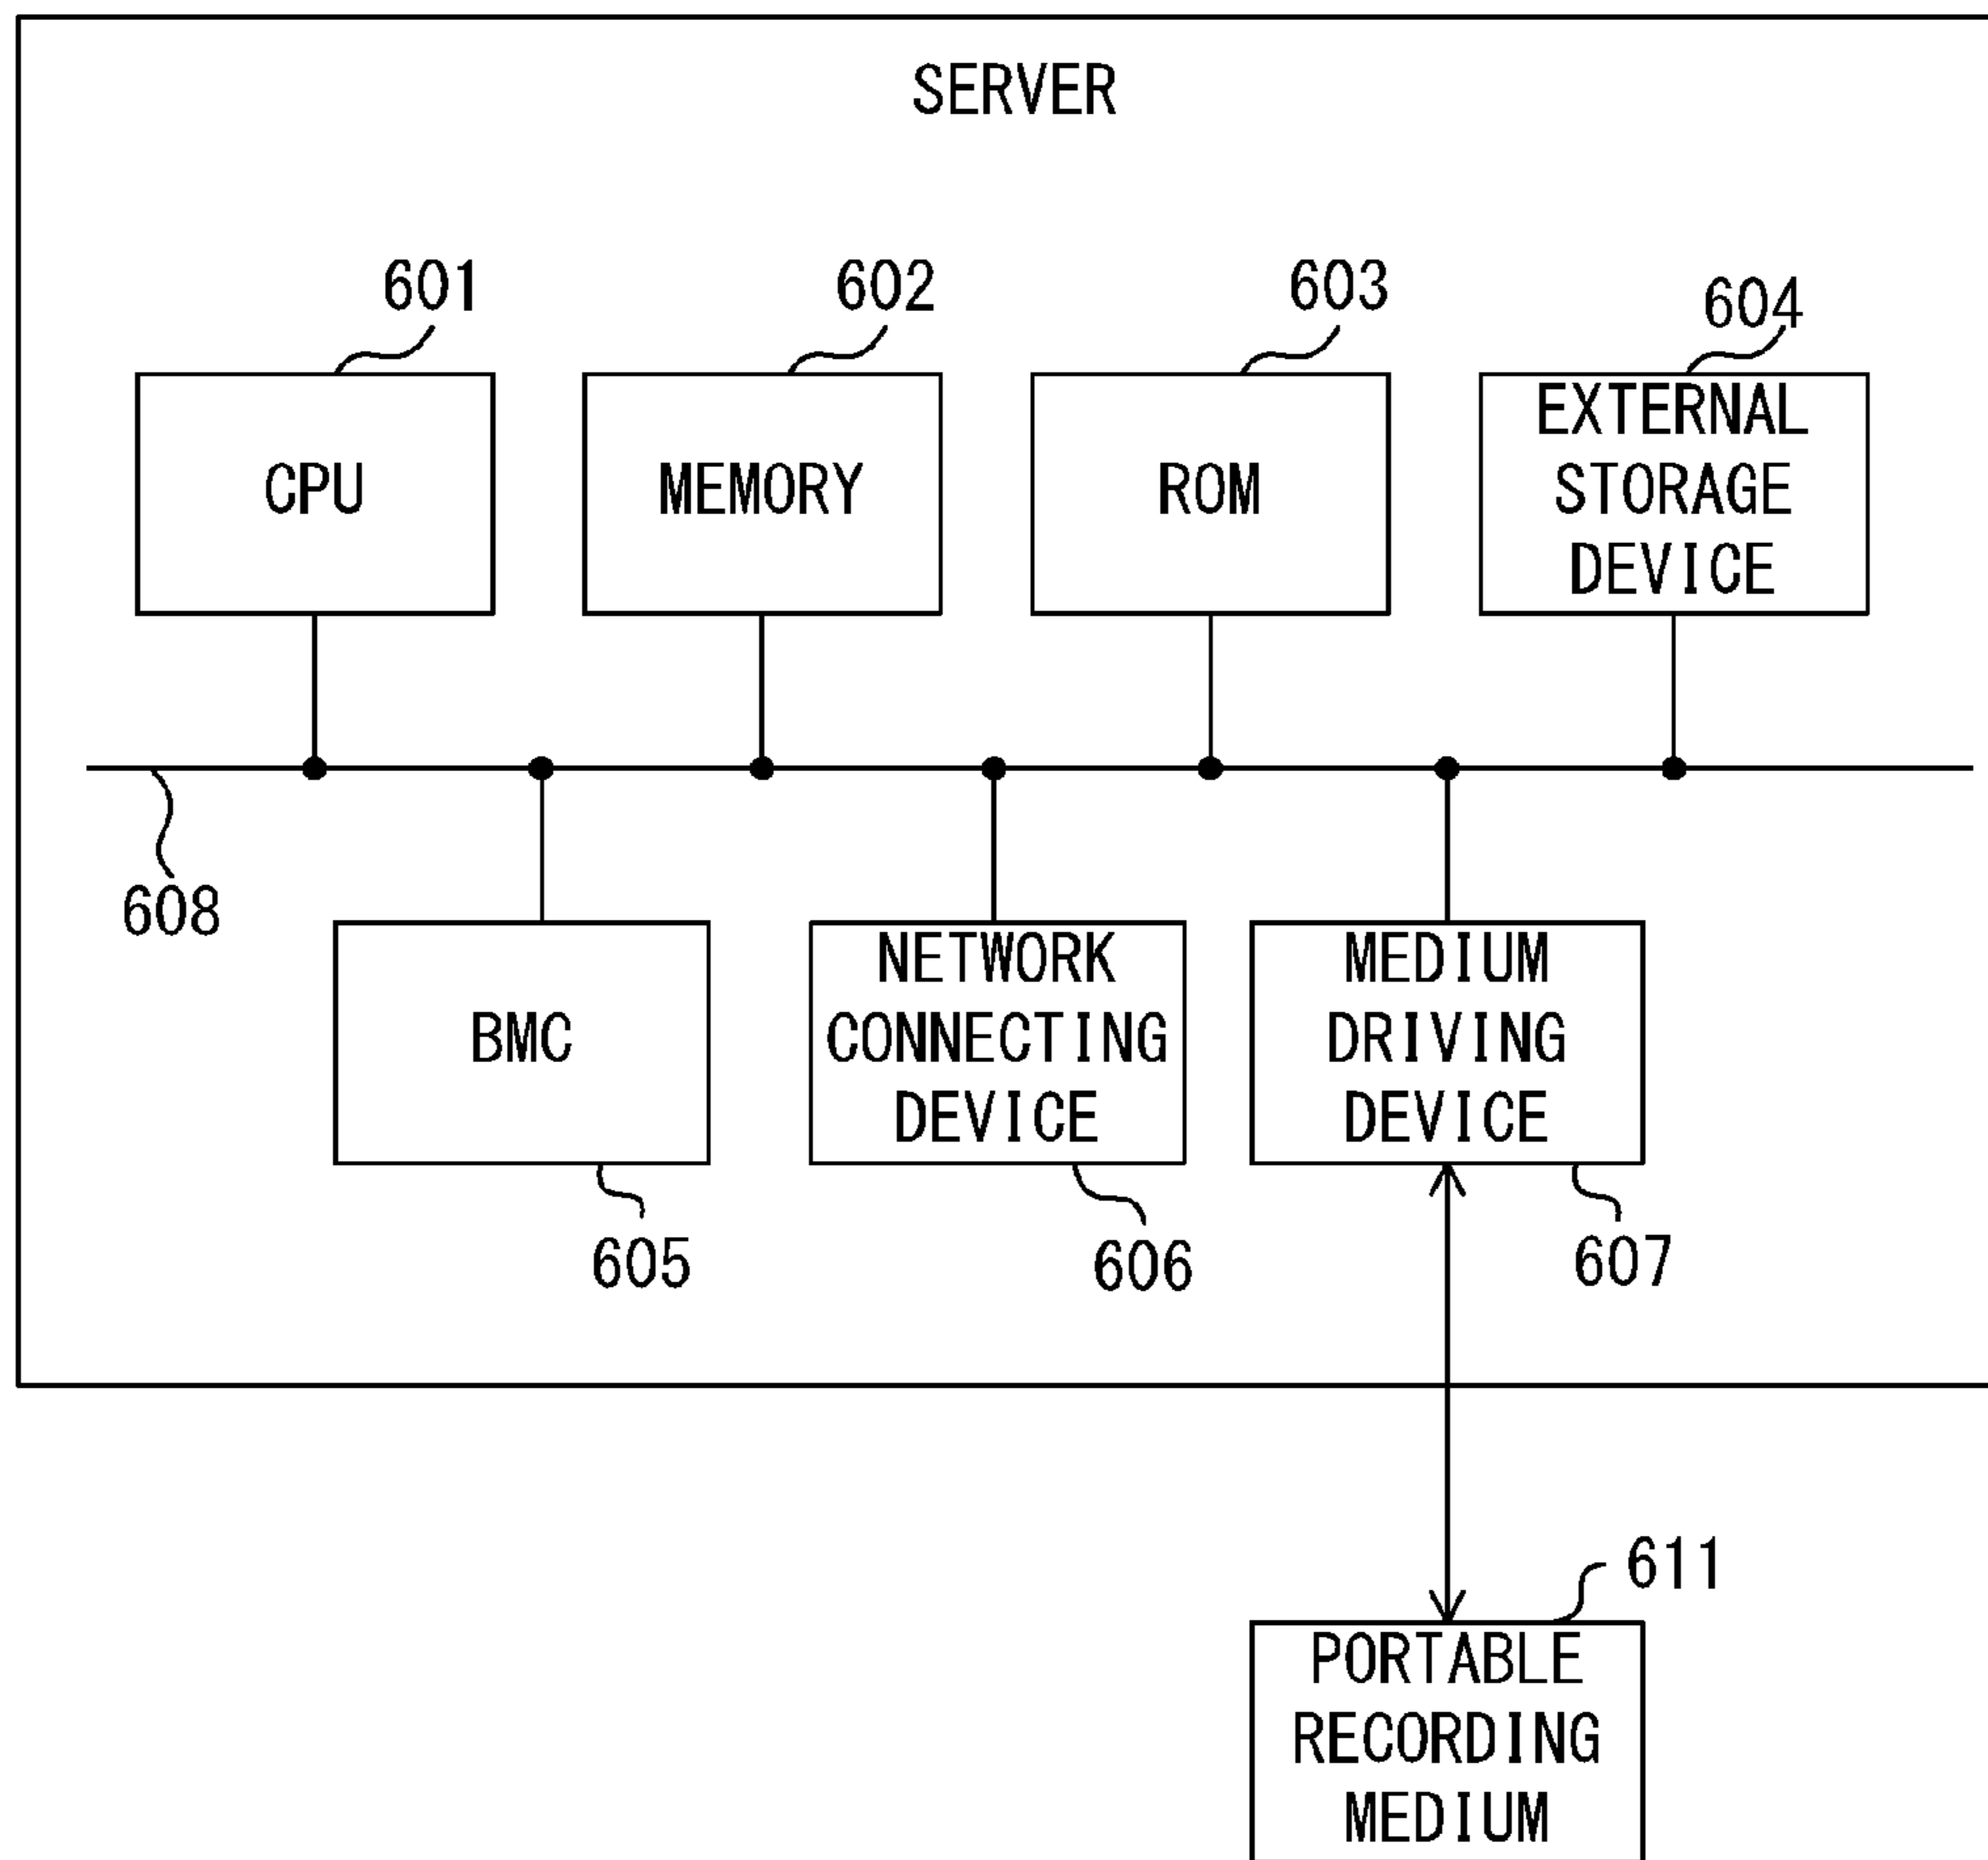 SERVER
601
602
603
604
CPU
MEMORY
ROM
EXTERNAL
STORAGE
DEVICE
608
BMC
NETWORK
CONNECTING
DEVICE
MEDIUM
DRIVING
DEVICE
605
606
607
611
PORTABLE
RECORDING
MEDIUM